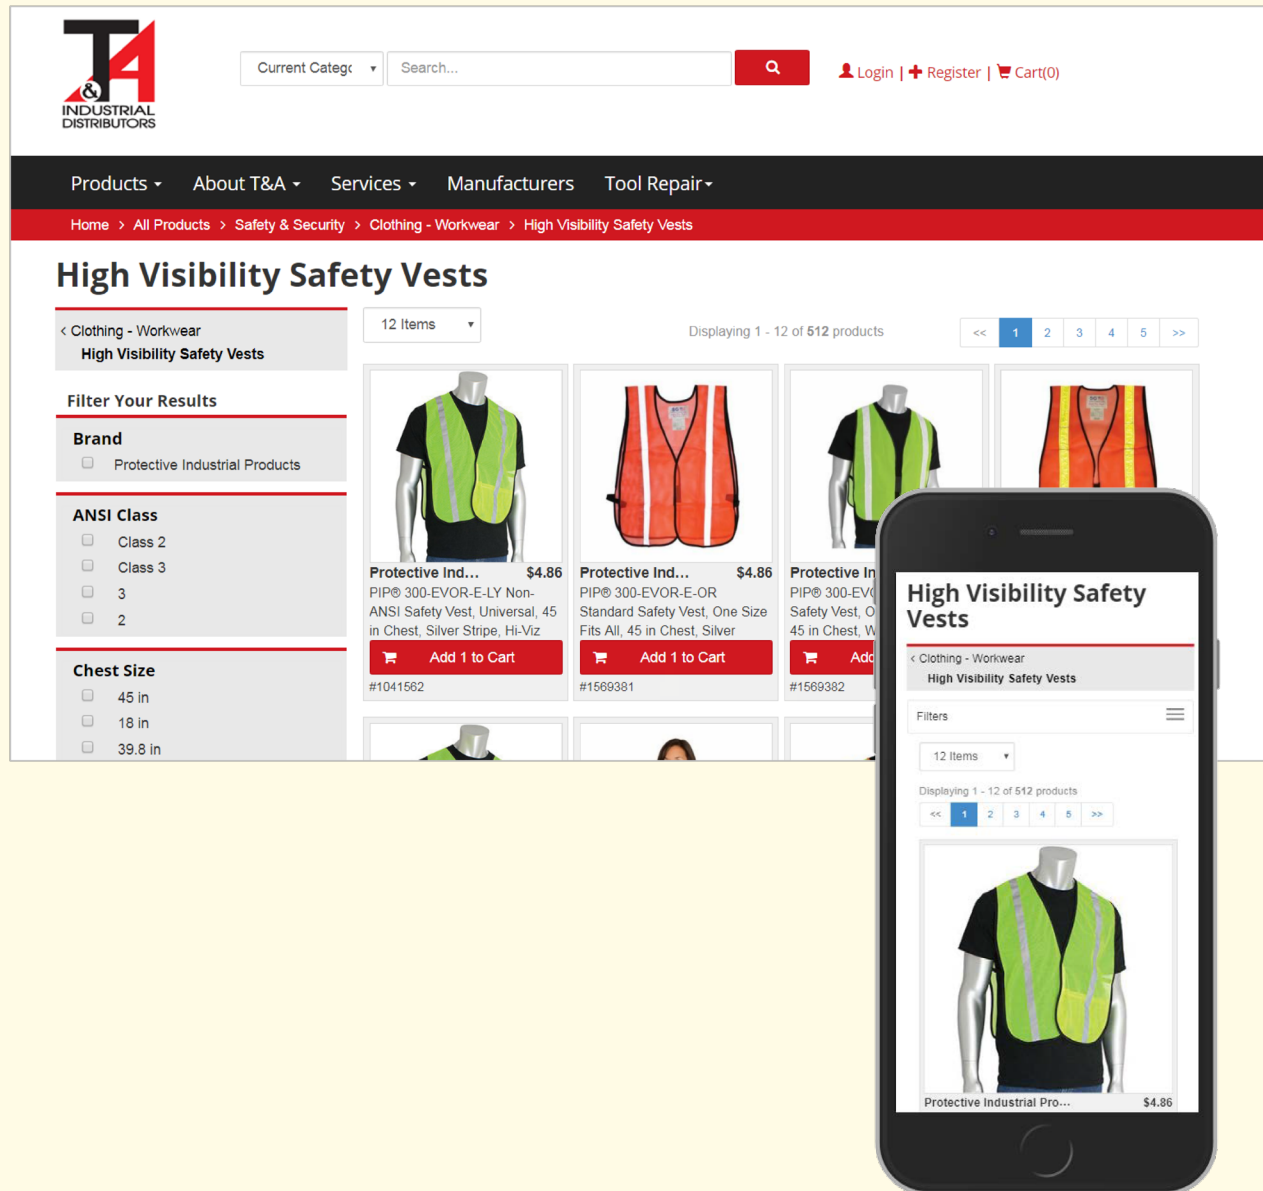 T&A
INDUSTRIAL
DISTRIBUTORS
Current Catego
Search...
Login | Register | Cart(0)
Products
About T&A
Services
Manufacturers
Tool Repair
Home > All Products > Safety & Security > Clothing - Workwear > High Visibility Safety Vests
High Visibility Safety Vests
< Clothing - Workwear
High Visibility Safety Vests
Filter Your Results
Brand
Protective Industrial Products
ANSI Class
Class 2
Class 3
3
2
Chest Size
45 in
18 in
39.8 in
12 Items
Displaying 1 - 12 of 512 products
<< 1 2 3 4 5 >>
Protective Ind... $4.86
PIP® 300-EVOR-E-LY Non-
ANSI Safety Vest, Universal, 45
in Chest, Silver Stripe, Hi-Viz
Add 1 to Cart
#1041562
Protective Ind... $4.86
PIP® 300-EVOR-E-OR
Standard Safety Vest, One Size
Fits All, 45 in Chest, Silver
Add 1 to Cart
#1569381
Protective In
PIP® 300-EVO
Safety Vest, O
45 in Chest, W
Add
#1569382
High Visibility Safety
Vests
< Clothing - Workwear
High Visibility Safety Vests
Filters
12 Items
Displaying 1 - 12 of 512 products
<< 1 2 3 4 5 >>
Protective Industrial Pro... $4.86